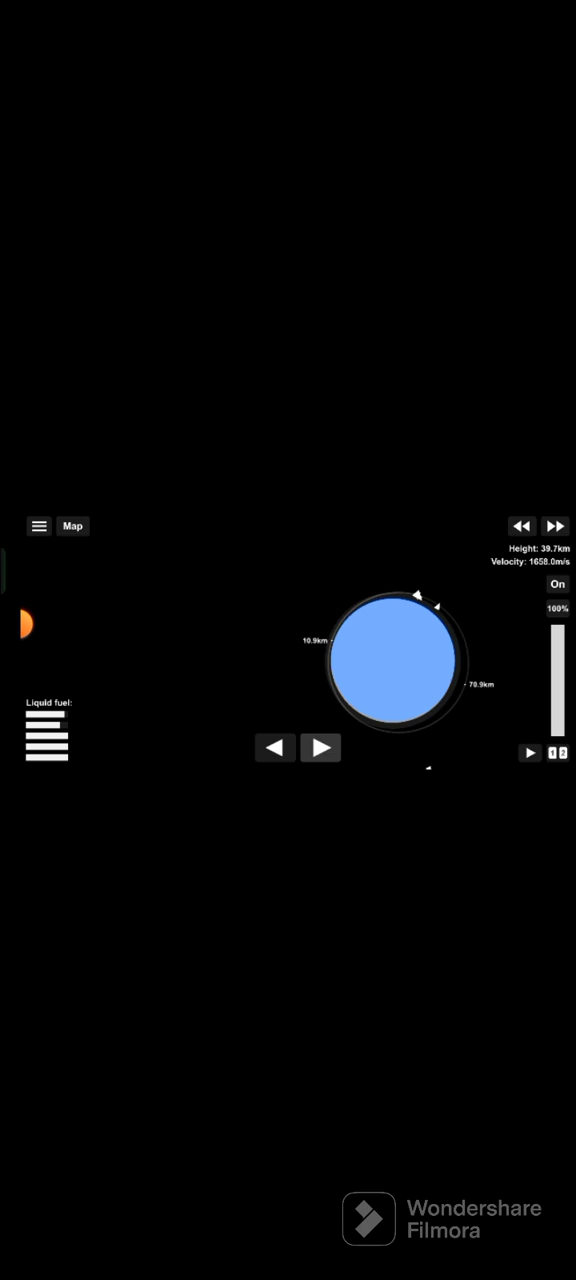 Map
Height: 39.7km
Velocity: 1658.0m/s
On
100%
10.9km
70.9km
Liquid fuel:
1 2
Wondershare
Filmora